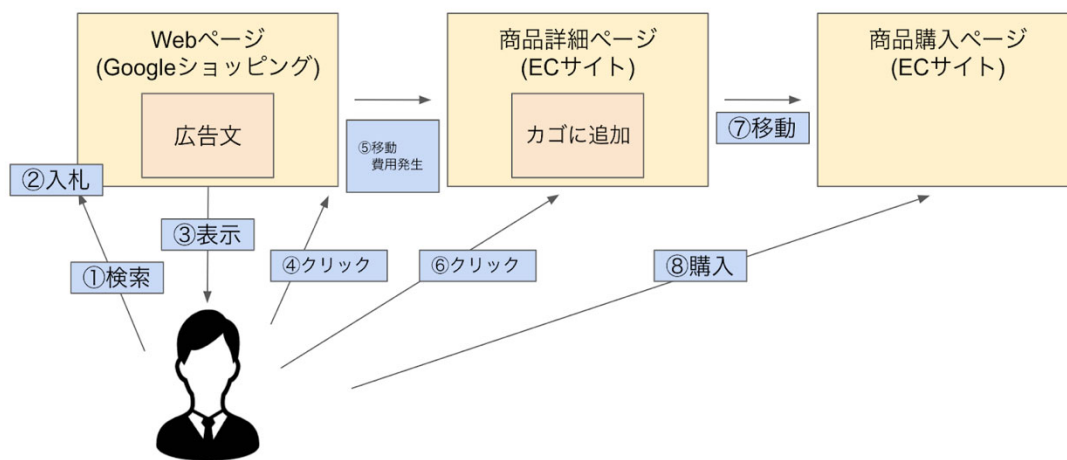 Webページ
(Googleショッピング)
広告文
商品詳細ページ
(ECサイト)
カゴに追加
商品購入ページ
(ECサイト)
②入札
①検索
③表示
④クリック
⑤移動
費用発生
⑥クリック
⑦移動
⑧購入